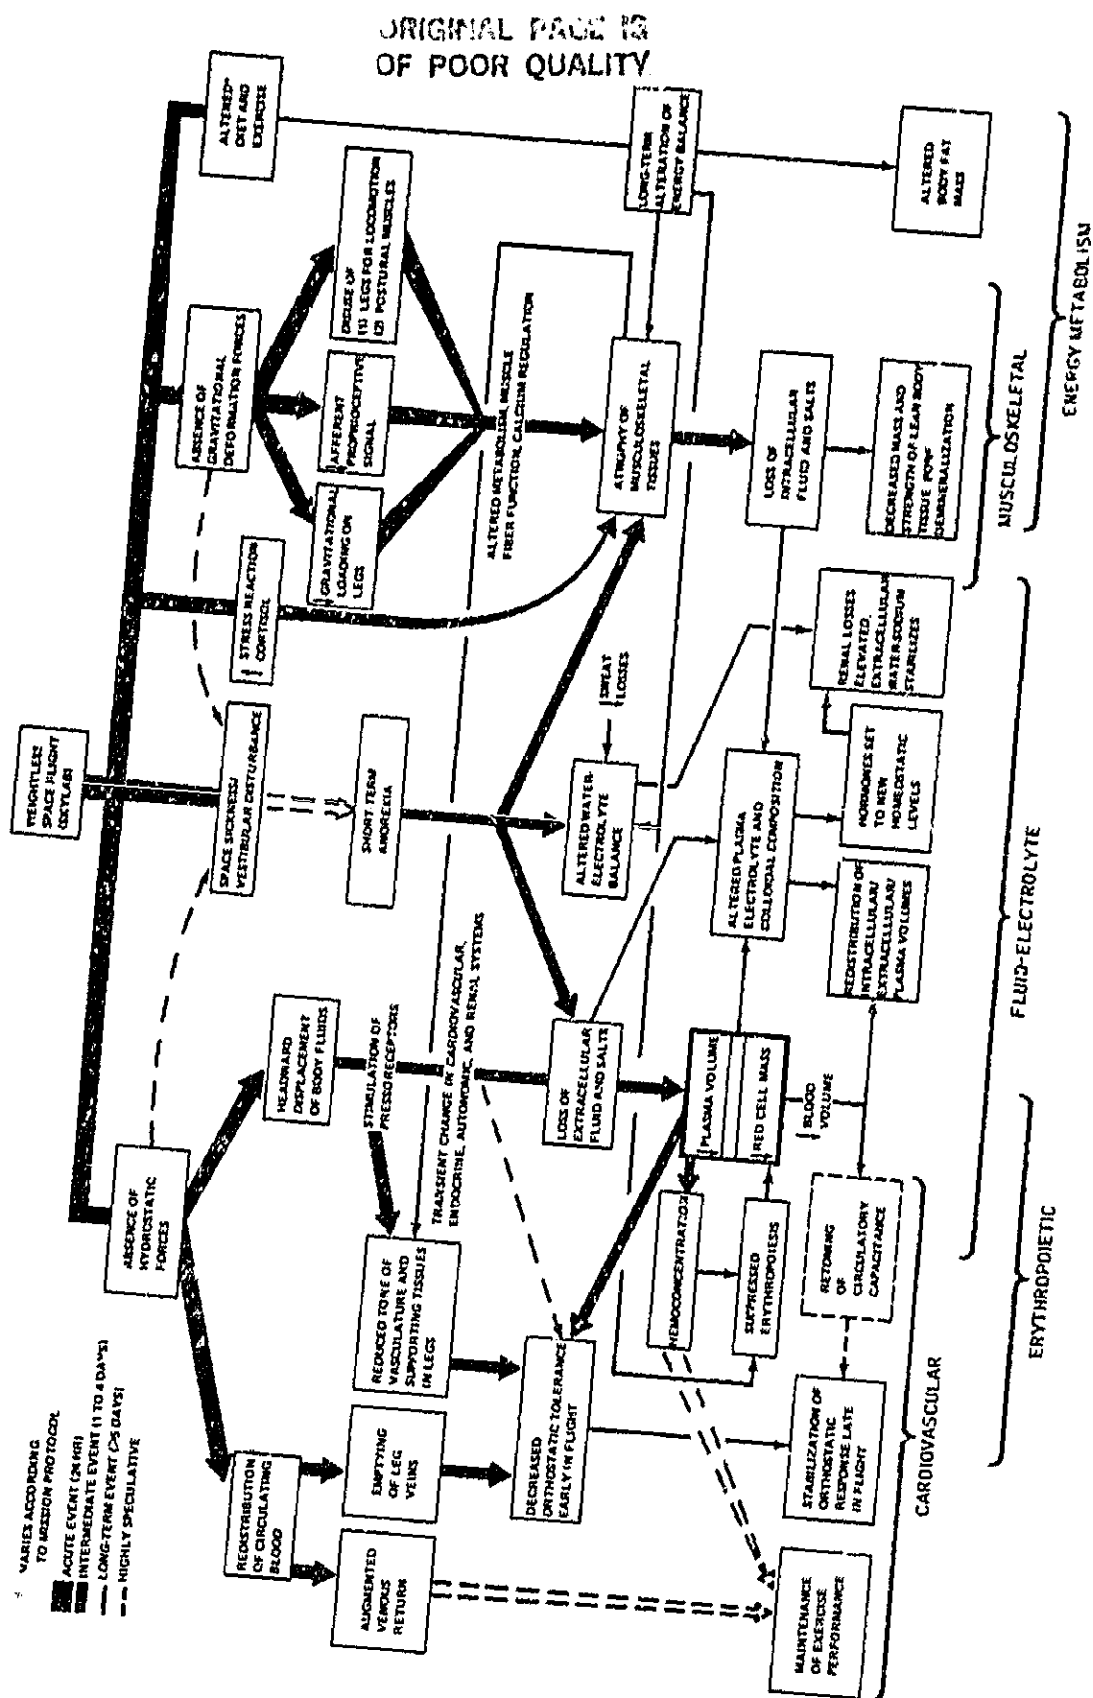 ORIGINAL PAGE IS
OF POOR QUALITY
WEIGHTLESS
SPACE FLIGHT
(SKYLAB)
ABSENCE OF
HYDROSTATIC
FORCES
SPACE SICKNESS/
VESTIBULAR DISTURBANCE
STRESS REACTION
CORTISOL
ABSENCE OF
GRAVITATIONAL
DEFORMATION FORCES
ALTERED*
DIET AND
EXERCISE
REDISTRIBUTION
OF CIRCULATING
BLOOD
HEADWARD
DISPLACEMENT
OF BODY FLUIDS
SHORT TERM
ANOREXIA
GRAVITATIONAL
LOADING ON
LEGS
AFFERENT
PROPRIOCEPTIVE
SIGNAL
DISUSE OF
(1) LEGS FOR LOCOMOTION
(2) POSTURAL MUSCLES
AUGMENTED
VENOUS
RETURN
EMPTYING
OF LEG
VEINS
REDUCED TONE OF
VASCULATURE AND
SUPPORTING TISSUES
IN LEGS
STIMULATION OF
PRESSORECEPTORS
TRANSIENT CHANGE IN CARDIOVASCULAR,
ENDOCRINE, AUTONOMIC, AND RENAL SYSTEMS
ALTERED METABOLISM, MUSCLE
FIBER FUNCTION, CALCIUM REGULATION
DECREASED
ORTHOSTATIC TOLERANCE
EARLY IN FLIGHT
LOSS OF
EXTRACELLULAR
FLUID AND SALTS
ALTERED WATER-
ELECTROLYTE
BALANCE
SWEAT
LOSSES
ATROPHY OF
MUSCULOSKELETAL
TISSUES
LONG-TERM
ALTERATION OF
ENERGY BALANCE
HEMOCONCENTRATION
SUPPRESSED
ERYTHROPOIESIS
PLASMA VOLUME
RED CELL MASS
BLOOD
VOLUME
ALTERED PLASMA
ELECTROLYTE AND
COLLOIDAL COMPOSITION
LOSS OF
INTRACELLULAR
FLUID AND SALTS
MAINTENANCE
OF EXERCISE
PERFORMANCE
STABILIZATION OF
ORTHOSTATIC
RESPONSE LATE
IN FLIGHT
RETONING
OF
CIRCULATORY
CAPACITANCE
REDISTRIBUTION OF
INTRACELLULAR/
EXTRACELLULAR/
PLASMA VOLUMES
HORMONES SET
TO NEW
HOMEOSTATIC
LEVELS
RENAL LOSSES
ELEVATED,
EXTRACELLULAR
WATER-SODIUM
STABILIZES
DECREASED MASS AND
STRENGTH OF LEAN BODY
TISSUE
DEMINERALIZATION
ALTERED
BODY FAT
MASS
CARDIOVASCULAR
ERYTHROPOIETIC
FLUID-ELECTROLYTE
MUSCULOSKELETAL
ENERGY METABOLISM
* VARIES ACCORDING
TO MISSION PROTOCOL
ACUTE EVENT
INTERMEDIATE EVENT (1 TO 4 DAYS)
LONG-TERM EVENT
HIGHLY SPECULATIVE